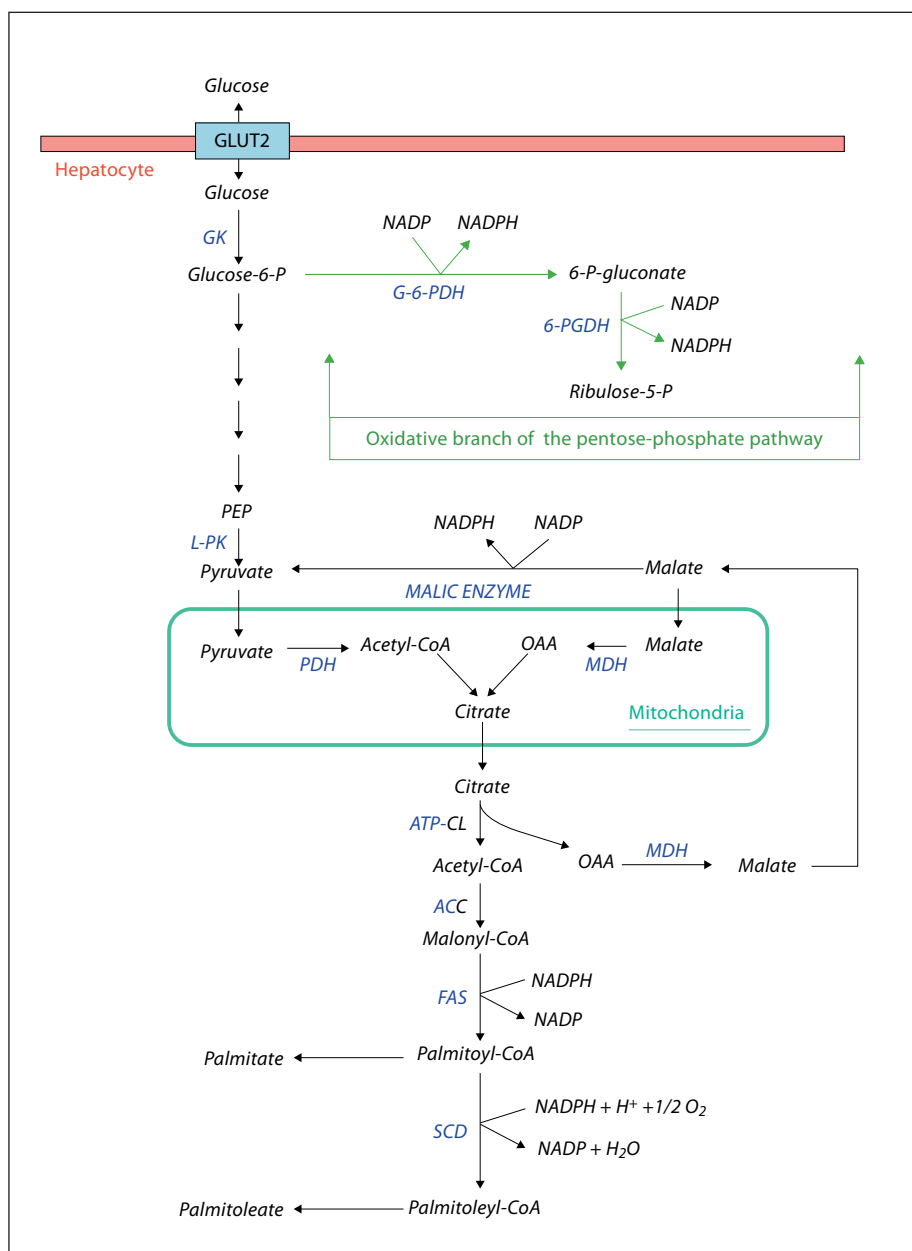 Glucose
GLUT2
Hepatocyte
Glucose
GK
NADP NADPH
Glucose-6-P
6-P-gluconate
G-6-PDH
NADP
6-PGDH
NADPH
Ribulose-5-P
Oxidative branch of the pentose-phosphate pathway
PEP
NADPH NADP
L-PK
Pyruvate
Malate
MALIC ENZYME
Pyruvate
PDH
Acetyl-CoA
OAA
MDH
Malate
Citrate
Mitochondria
Citrate
ATP-CL
Acetyl-CoA
OAA
MDH
Malate
ACC
Malonyl-CoA
NADPH
FAS
NADP
Palmitate
Palmitoyl-CoA
NADPH + H⁺ +1/2 O₂
SCD
NADP + H₂O
Palmitoleate
Palmitoleyl-CoA